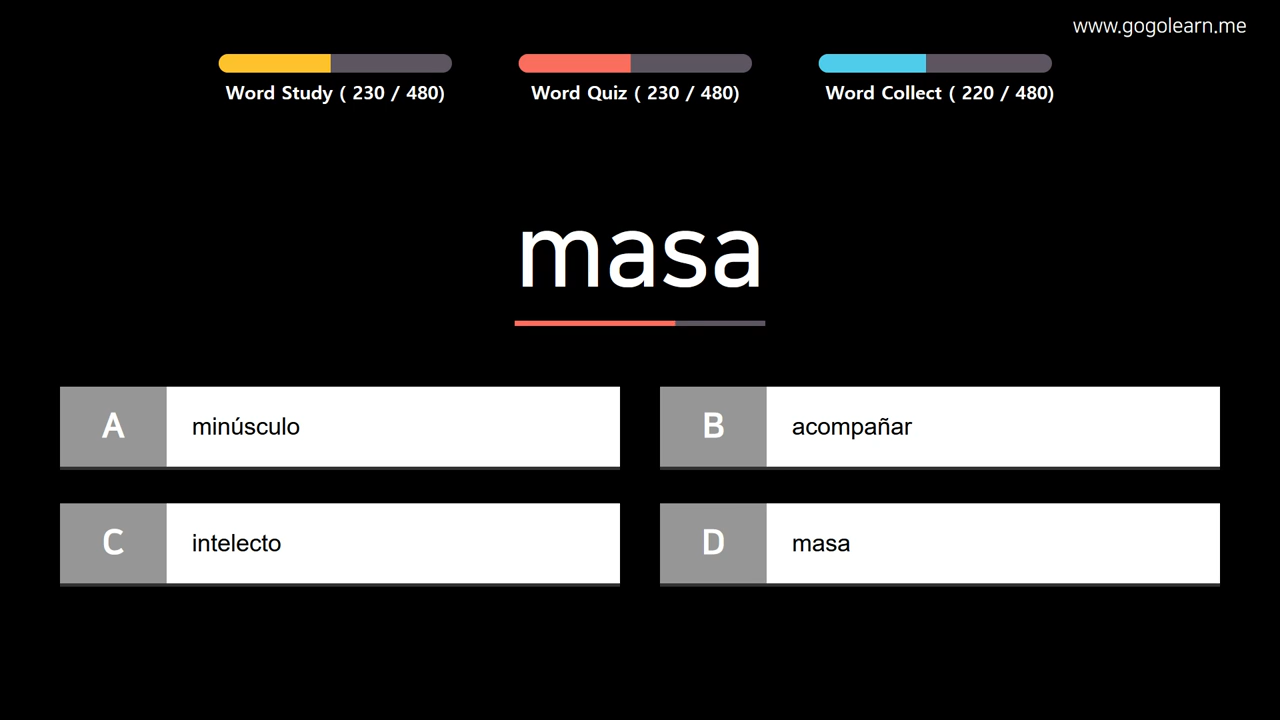 www.gogolearn.me
Word Study ( 230 / 480)
Word Quiz ( 230 / 480)
Word Collect ( 220 / 480)
masa
A minúsculo
B acompañar
C intelecto
D masa